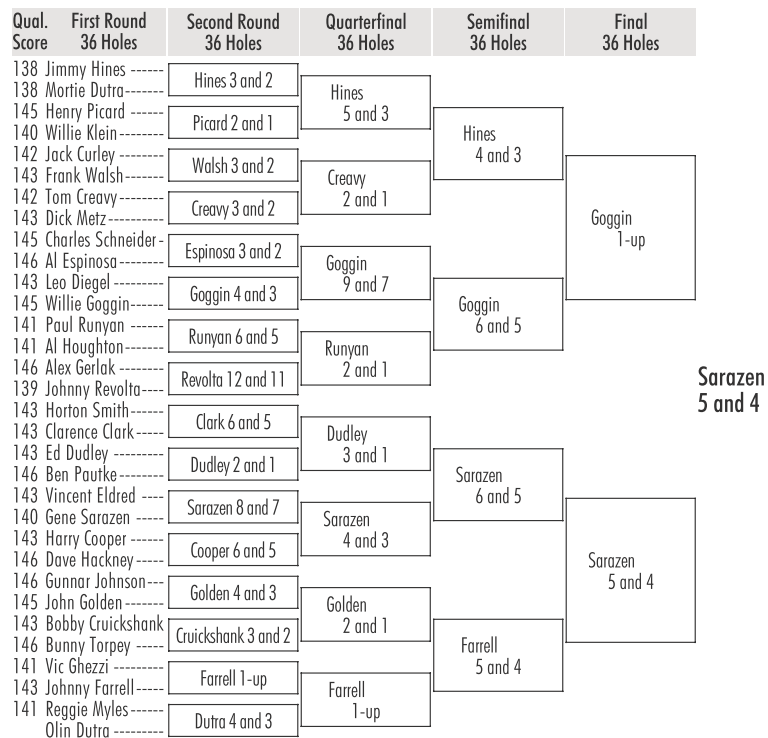 Qual. Score First Round 36 Holes Second Round 36 Holes Quarterfinal 36 Holes Semifinal 36 Holes Final 36 Holes
138 Jimmy Hines ------
138 Mortie Dutra------
145 Henry Picard ------
140 Willie Klein--------
142 Jack Curley --------
143 Frank Walsh------
142 Tom Creavy -------
143 Dick Metz----------
145 Charles Schneider-
146 Al Espinosa--------
143 Leo Diegel --------
145 Willie Goggin------
141 Paul Runyan ------
141 Al Houghton-------
146 Alex Gerlak -------
139 Johnny Revolta----
143 Horton Smith------
143 Clarence Clark-----
143 Ed Dudley --------
146 Ben Pautke-------
143 Vincent Eldred ----
140 Gene Sarazen -----
143 Harry Cooper -----
146 Dave Hackney-----
146 Gunnar Johnson---
145 John Golden-------
143 Bobby Cruickshank
146 Bunny Torpey -----
141 Vic Ghezzi ---------
143 Johnny Farrell-----
141 Reggie Myles------
Olin Dutra---------
Hines 3 and 2
Picard 2 and 1
Walsh 3 and 2
Creavy 3 and 2
Espinosa 3 and 2
Goggin 4 and 3
Runyan 6 and 5
Revolta 12 and 11
Clark 6 and 5
Dudley 2 and 1
Sarazen 8 and 7
Cooper 6 and 5
Golden 4 and 3
Cruickshank 3 and 2
Farrell 1-up
Dutra 4 and 3
Hines
5 and 3
Creavy
2 and 1
Goggin
9 and 7
Runyan
2 and 1
Dudley
3 and 1
Sarazen
4 and 3
Golden
2 and 1
Farrell
1-up
Hines
4 and 3
Goggin
6 and 5
Sarazen
6 and 5
Farrell
5 and 4
Goggin
1-up
Sarazen
5 and 4
Sarazen
5 and 4